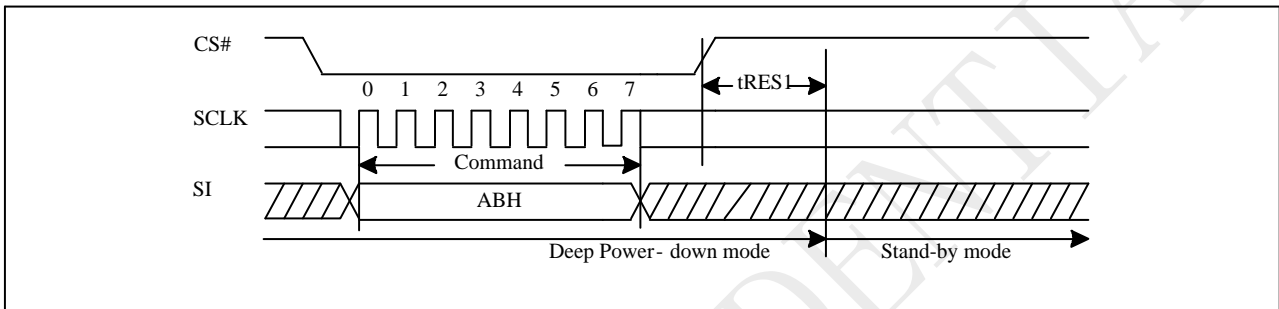 CS#
tRES1
0 1 2 3 4 5 6 7
SCLK
Command
SI
ABH
Deep Power- down mode Stand-by mode